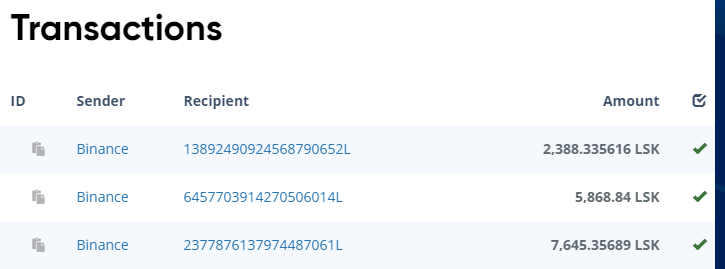 Transactions
ID Sender Recipient Amount
Binance 13892490924568790652L 2,388.335616 LSK
Binance 6457703914270506014L 5,868.84 LSK
Binance 2377876137974487061L 7,645.35689 LSK